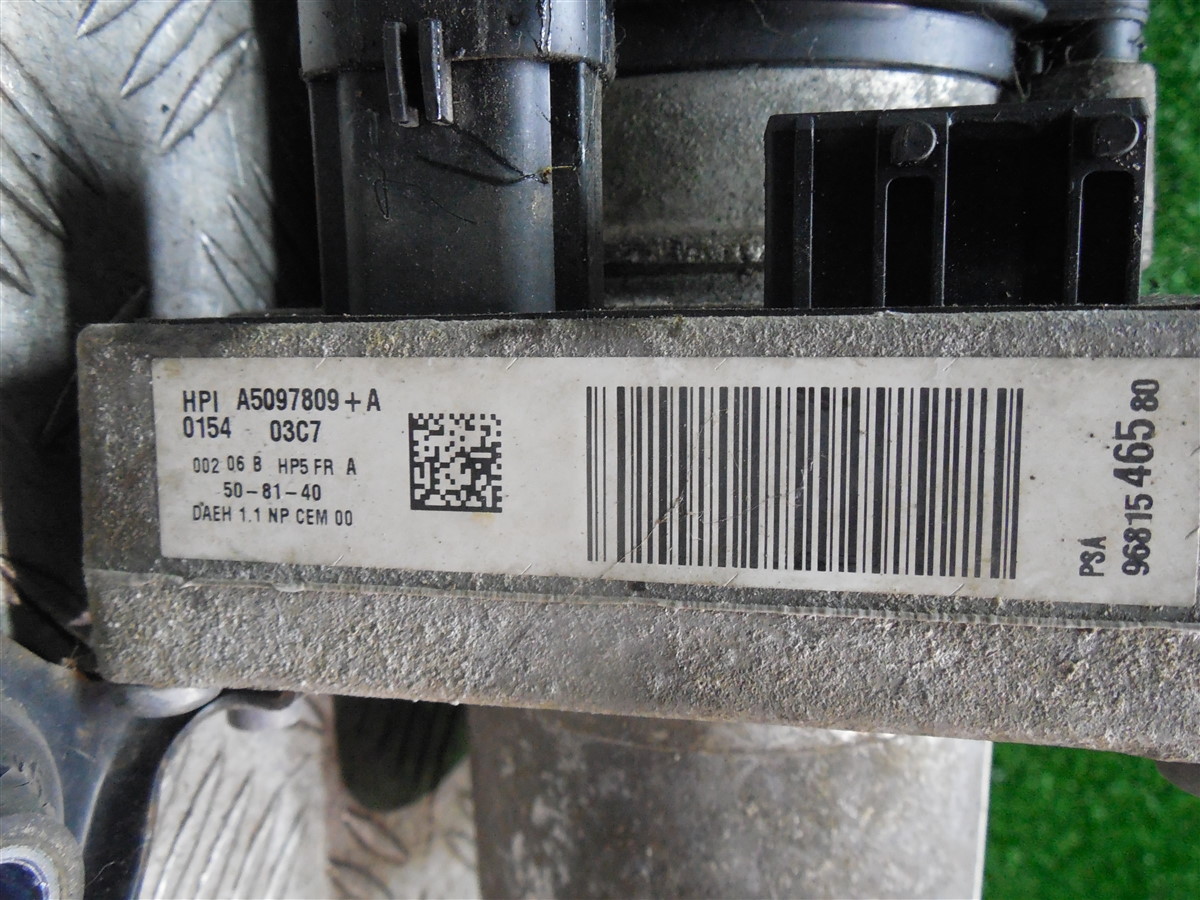 HPI A5097809+A
0154 03C7
002 06 B HP5 FR A
50-81-40
DAEH 1.1 NP CEM 00
PSA
96815 465 80